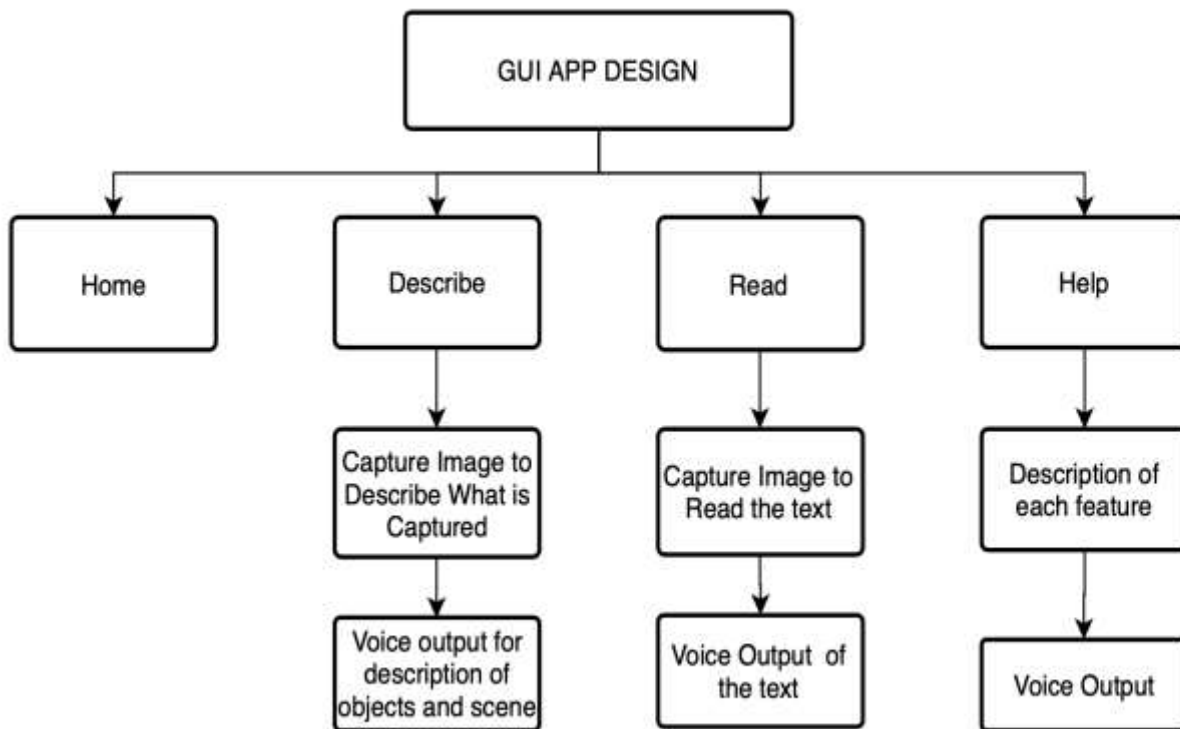 GUI APP DESIGN
Home
Describe
Read
Help
Capture Image to
Describe What is
Captured
Capture Image to
Read the text
Description of
each feature
Voice output for
description of
objects and scene
Voice Output of
the text
Voice Output